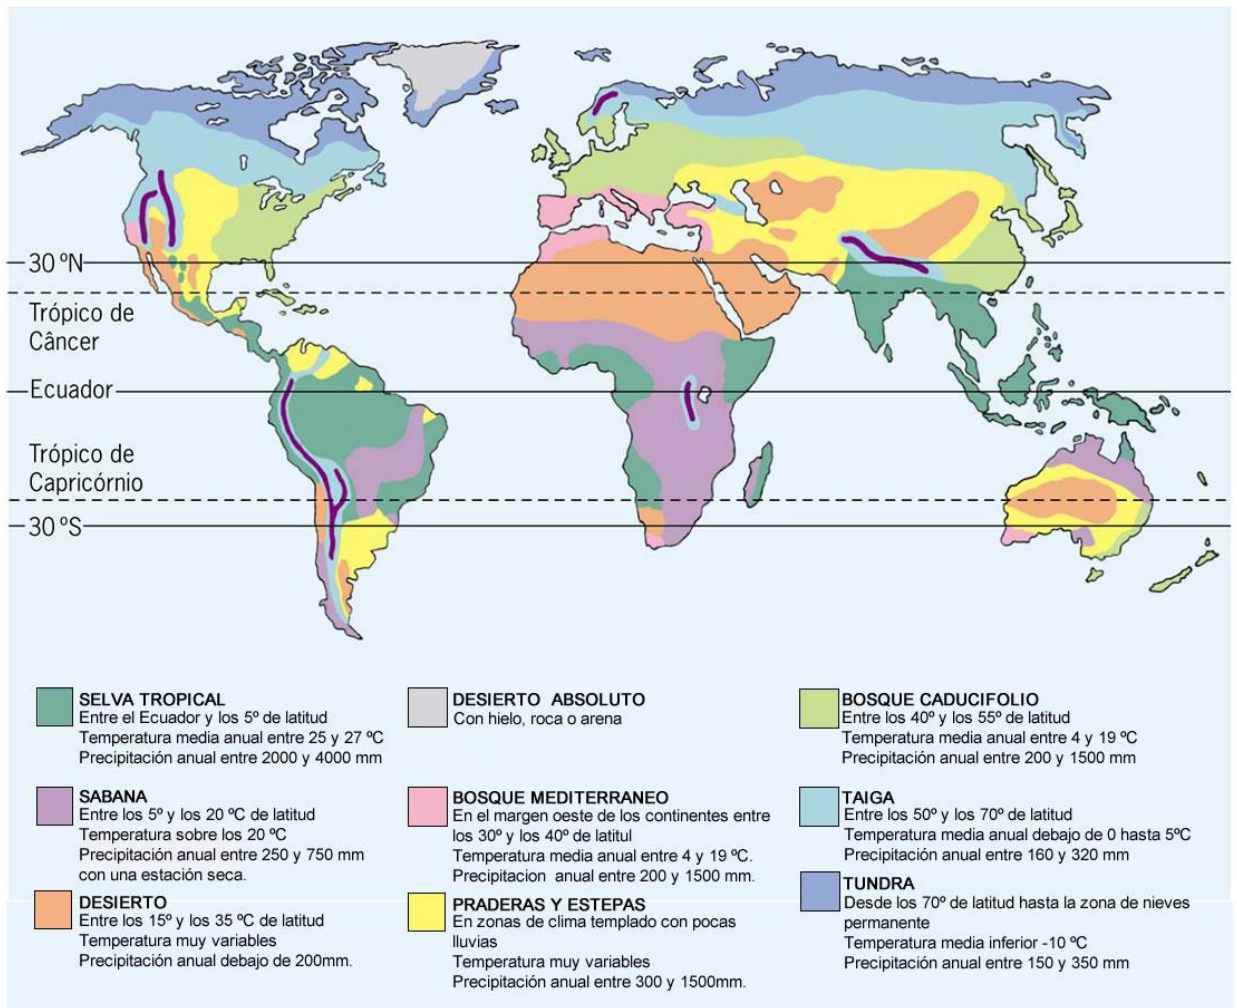 30 ºN
Trópico de
Câncer
Ecuador
Trópico de
Capricórnio
30 ºS
SELVA TROPICAL
Entre el Ecuador y los 5º de latitud
Temperatura media anual entre 25 y 27 ºC
Precipitación anual entre 2000 y 4000 mm
SABANA
Entre los 5º y los 20 ºC de latitud
Temperatura sobre los 20 ºC
Precipitación anual entre 250 y 750 mm
con una estación seca.
DESIERTO
Entre los 15º y los 35 ºC de latitud
Temperatura muy variables
Precipitación anual debajo de 200mm.
DESIERTO ABSOLUTO
Con hielo, roca o arena
BOSQUE MEDITERRANEO
En el margen oeste de los continentes entre
los 30º y los 40º de latitul
Temperatura media anual entre 4 y 19 ºC.
Precipitacion anual entre 200 y 1500 mm.
PRADERAS Y ESTEPAS
En zonas de clima templado con pocas
lluvias
Temperatura muy variables
Precipitación anual entre 300 y 1500mm.
BOSQUE CADUCIFOLIO
Entre los 40º y los 55º de latitud
Temperatura media anual entre 4 y 19 ºC
Precipitación anual entre 200 y 1500 mm
TAIGA
Entre los 50º y los 70º de latitud
Temperatura media anual debajo de 0 hasta 5ºC
Precipitación anual entre 160 y 320 mm
TUNDRA
Desde los 70º de latitud hasta la zona de nieves
permanente
Temperatura media inferior -10 ºC
Precipitación anual entre 150 y 350 mm